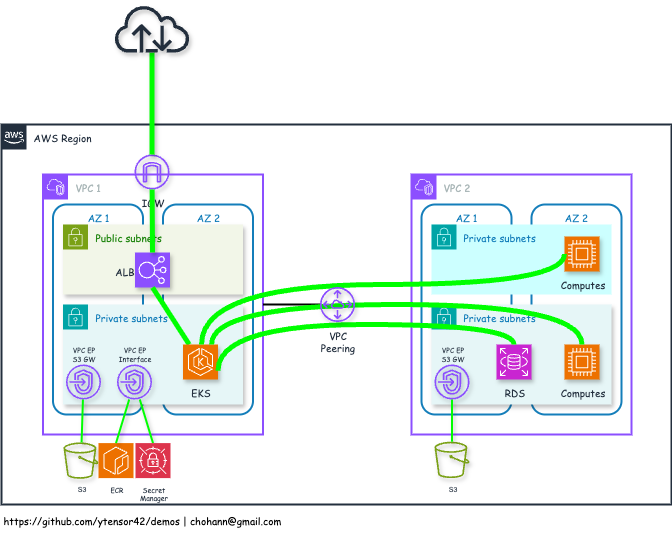 aws
AWS Region
IGW
VPC 1
VPC 2
AZ 1
AZ 2
AZ 1
AZ 2
Public subnets
Private subnets
ALB
Computes
Private subnets
Private subnets
VPC
Peering
VPC EP
S3 GW
VPC EP
Interface
EKS
VPC EP
S3 GW
RDS
Computes
S3
ECR
Secret
Manager
S3
https://github.com/ytensor42/demos | chohann@gmail.com